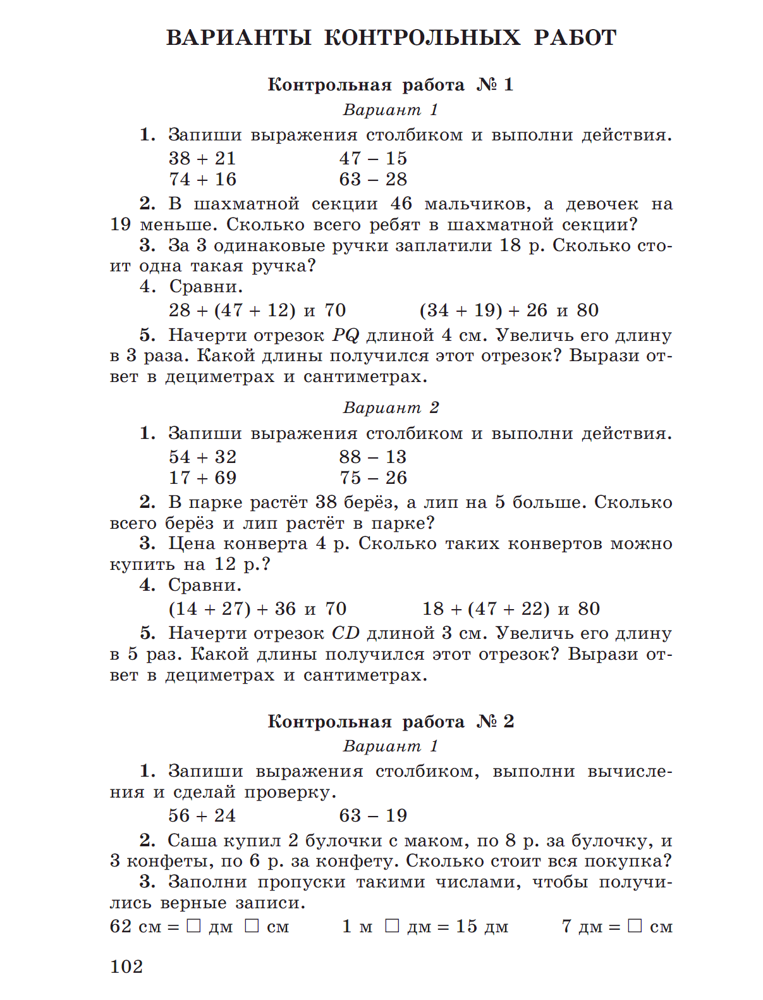 ВАРИАНТЫ КОНТРОЛЬНЫХ РАБОТ
Контрольная работа № 1
Вариант 1
1. Запиши выражения столбиком и выполни действия.
38 + 21 47 – 15
74 + 16 63 – 28
2. В шахматной секции 46 мальчиков, а девочек на
19 меньше. Сколько всего ребят в шахматной секции?
3. За 3 одинаковые ручки заплатили 18 р. Сколько сто-
ит одна такая ручка?
4. Сравни.
28 + (47 + 12) и 70 (34 + 19) + 26 и 80
5. Начерти отрезок PQ длиной 4 см. Увеличь его длину
в 3 раза. Какой длины получился этот отрезок? Вырази от-
вет в дециметрах и сантиметрах.
Вариант 2
1. Запиши выражения столбиком и выполни действия.
54 + 32 88 – 13
17 + 69 75 – 26
2. В парке растёт 38 берёз, а лип на 5 больше. Сколько
всего берёз и лип растёт в парке?
3. Цена конверта 4 р. Сколько таких конвертов можно
купить на 12 р.?
4. Сравни.
(14 + 27) + 36 и 70 18 + (47 + 22) и 80
5. Начерти отрезок CD длиной 3 см. Увеличь его длину
в 5 раз. Какой длины получился этот отрезок? Вырази от-
вет в дециметрах и сантиметрах.
Контрольная работа № 2
Вариант 1
1. Запиши выражения столбиком, выполни вычисле-
ния и сделай проверку.
56 + 24 63 – 19
2. Саша купил 2 булочки с маком, по 8 р. за булочку, и
3 конфеты, по 6 р. за конфету. Сколько стоит вся покупка?
3. Заполни пропуски такими числами, чтобы получи-
лись верные записи.
62 см = □ дм □ см 1 м □ дм = 15 дм 7 дм = □ см
102